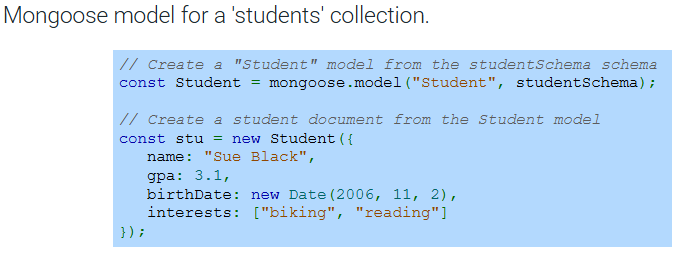 Mongoose model for a 'students' collection.
// Create a "Student" model from the studentSchema schema
const Student = mongoose.model("Student", studentSchema);
// Create a student document from the Student model
const stu = new Student({
name: "Sue Black",
gpa: 3.1,
birthDate: new Date(2006, 11, 2),
interests: ["biking", "reading"]
});